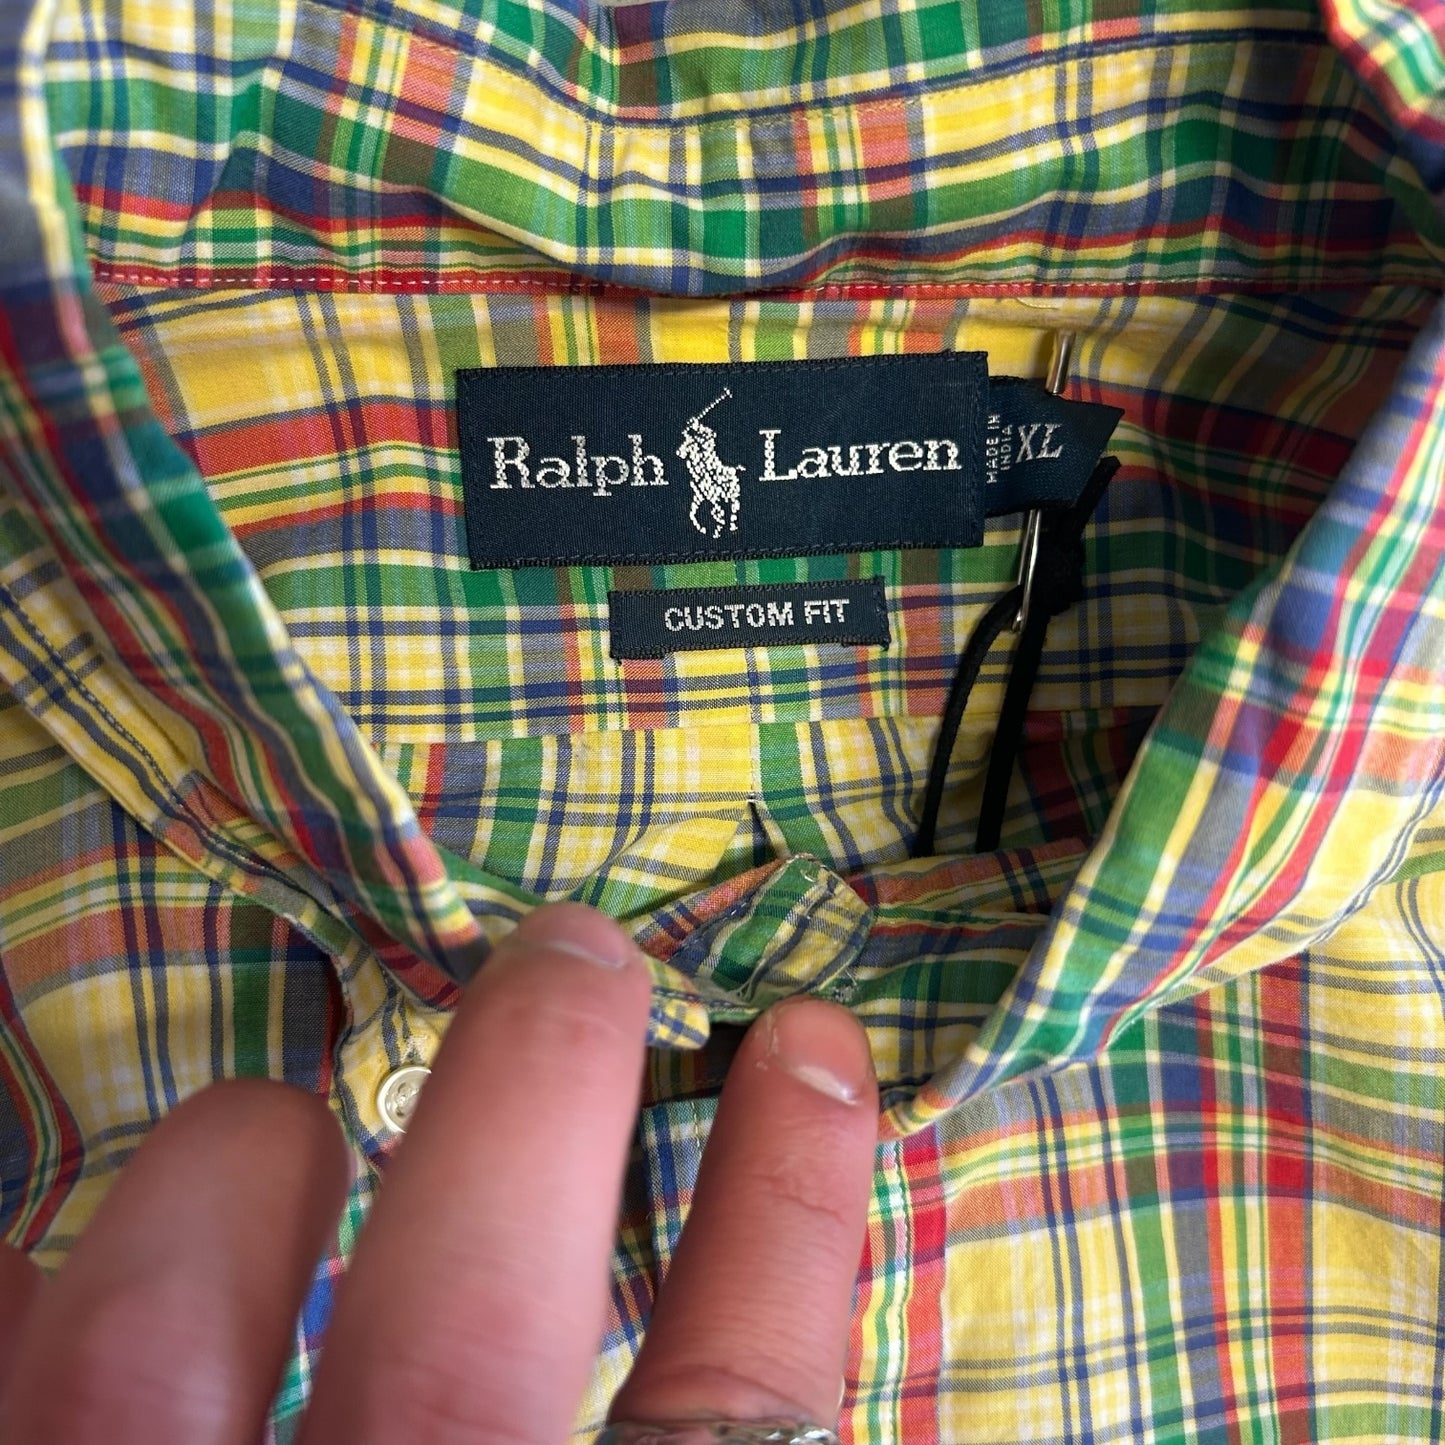 Ralph Lauren
MADE IN
INDIA
XL
CUSTOM FIT